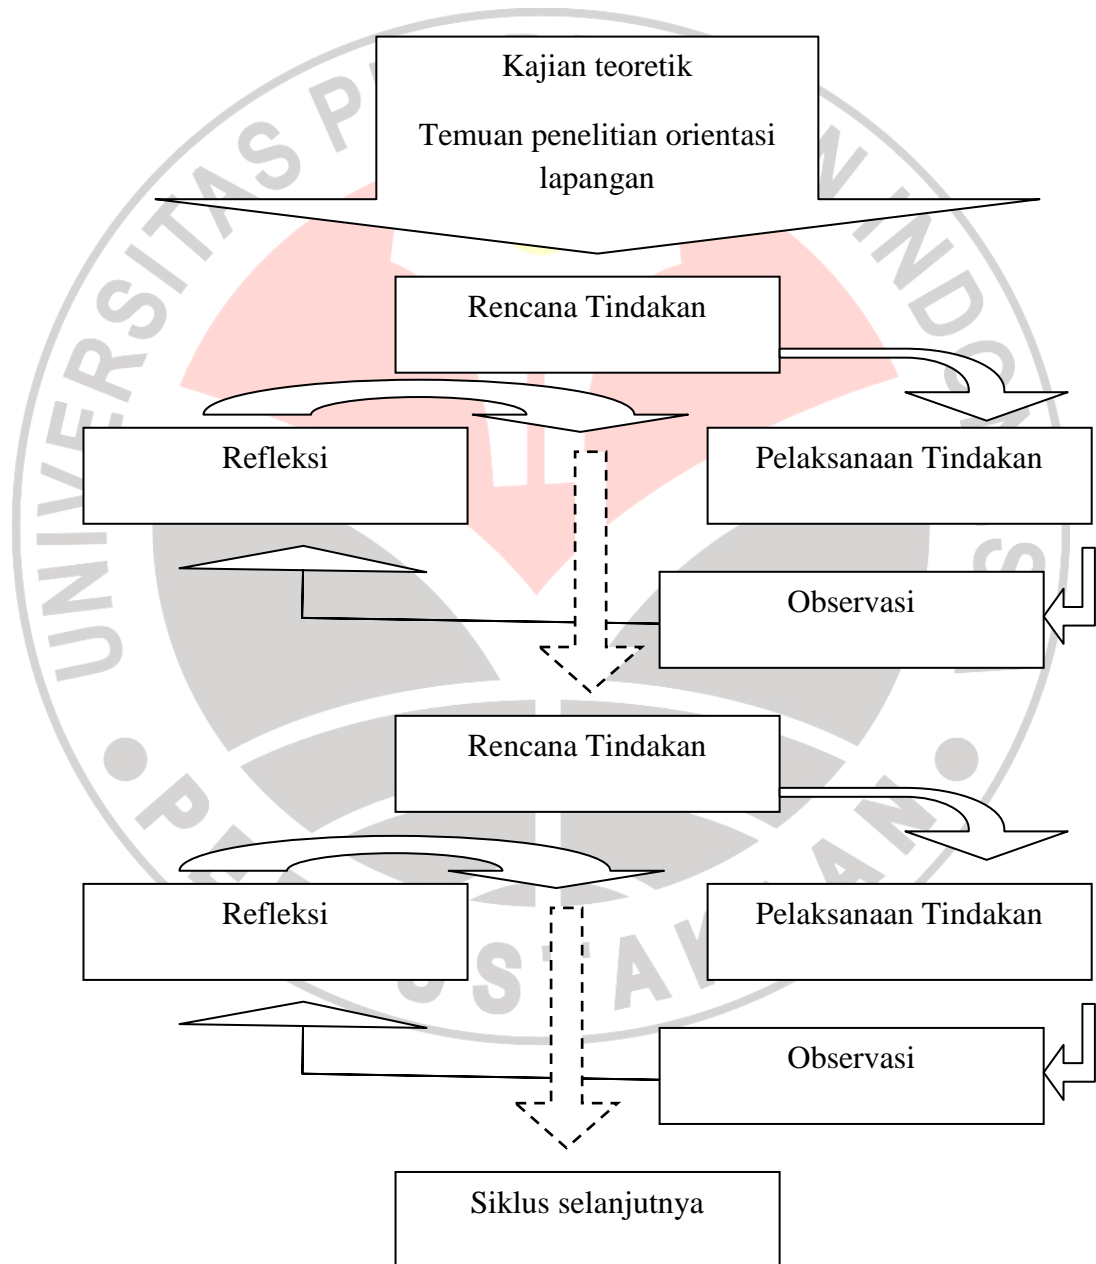 UNIVERSITAS
Kajian teoretik
Temuan penelitian orientasi
lapangan
Rencana Tindakan
Refleksi
Pelaksanaan Tindakan
Observasi
Rencana Tindakan
Refleksi
Pelaksanaan Tindakan
Observasi
Siklus selanjutnya